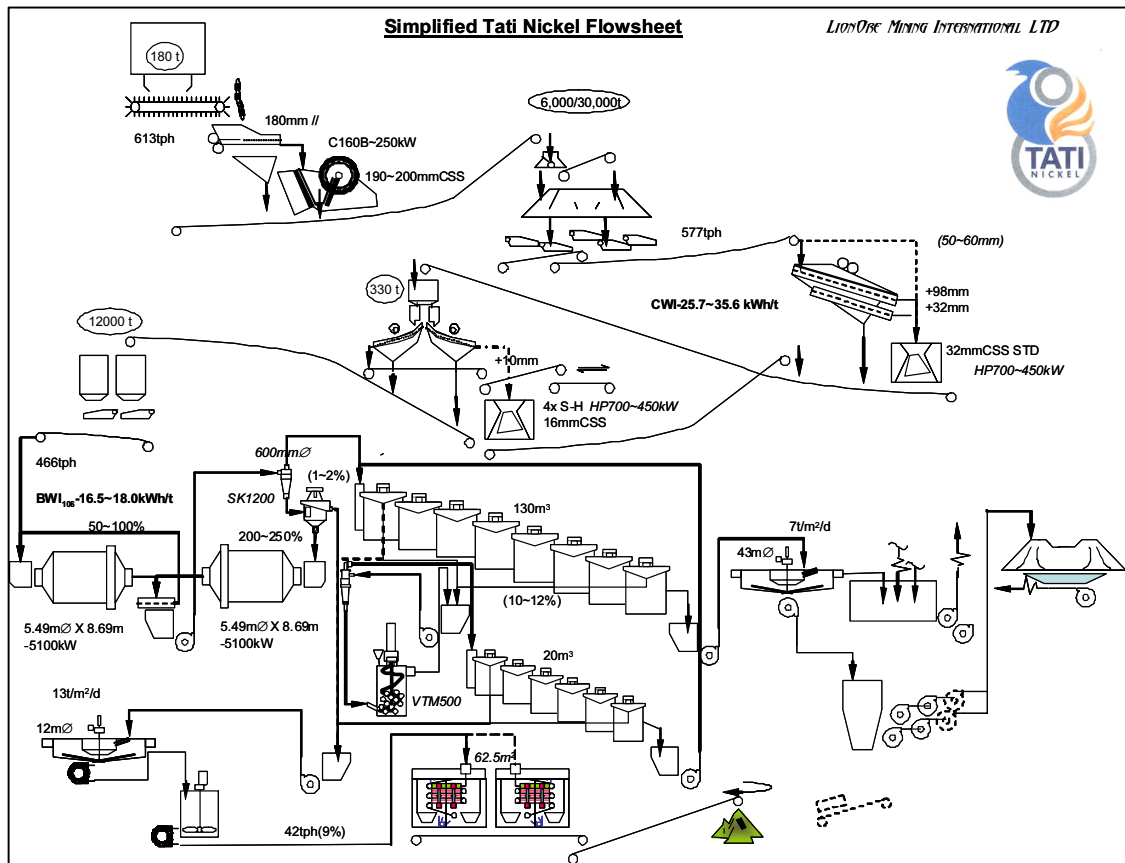 Simplified Tati Nickel Flowsheet
LionOre Mining International LTD
180 t
613tph
180mm //
C160B~250kW
190~200mmCSS
6,000/30,000t
TATI
NICKEL
577tph
(50~60mm)
330 t
CWI-25.7~35.6 kWh/t
+98mm
+32mm
12000 t
+10mm
32mmCSS STD
HP700~450kW
4x S-H HP700~450kW
16mmCSS
466tph
600mmØ
(1~2%)
SK1200
BWI106-16.5~18.0kWh/t
130m³
50~100%
200~250%
7t/m²/d
43mØ
(10~12%)
5.49mØ X 8.69m
-5100kW
5.49mØ X 8.69m
-5100kW
20m³
VTM500
13t/m²/d
12mØ
62.5m²
42tph(9%)